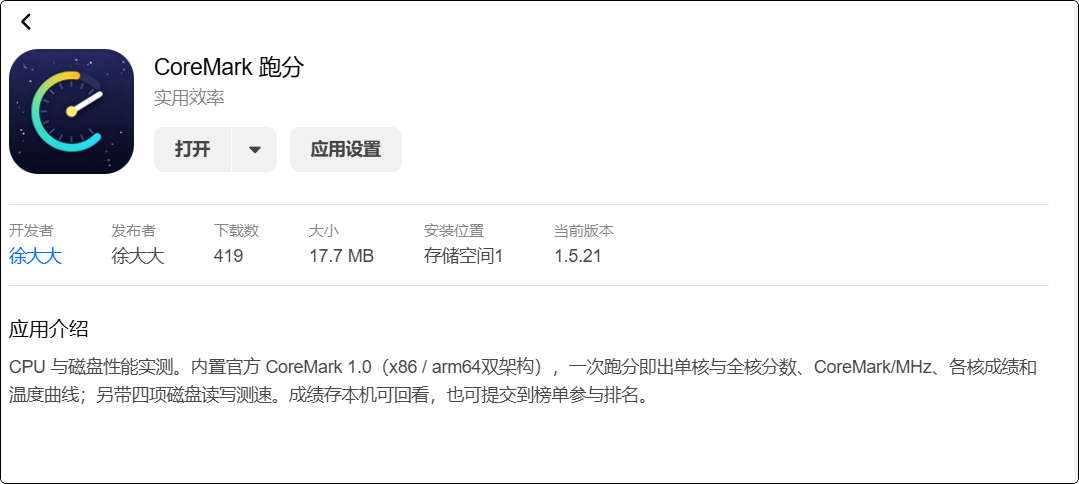 CoreMark 跑分
实用效率
打开
应用设置
开发者 发布者 下载数 大小 安装位置 当前版本
徐大大 徐大大 419 17.7 MB 存储空间1 1.5.21
应用介绍
CPU 与磁盘性能实测。内置官方 CoreMark 1.0（x86 / arm64双架构），一次跑分即出单核与全核分数、CoreMark/MHz、各核成绩和
温度曲线；另带四项磁盘读写测速。成绩存本机可回看，也可提交到榜单参与排名。